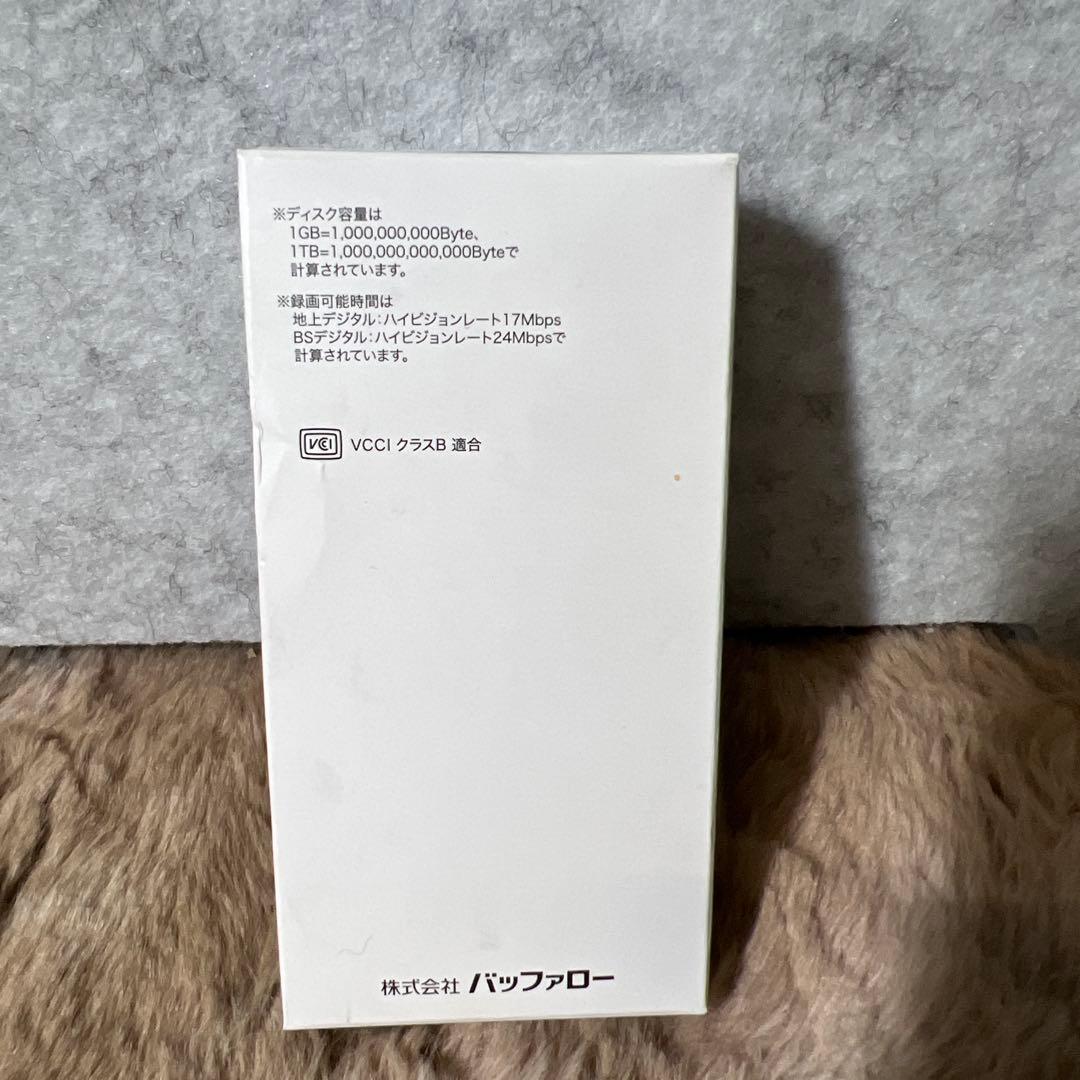 ※ディスク容量は
1GB=1,000,000,000Byte、
1TB=1,000,000,000,000Byteで
計算されています。
※録画可能時間は
地上デジタル:ハイビジョンレート17Mbps
BSデジタル:ハイビジョンレート24Mbpsで
計算されています。
VCCI VCCI クラスB 適合
株式会社 バッファロー